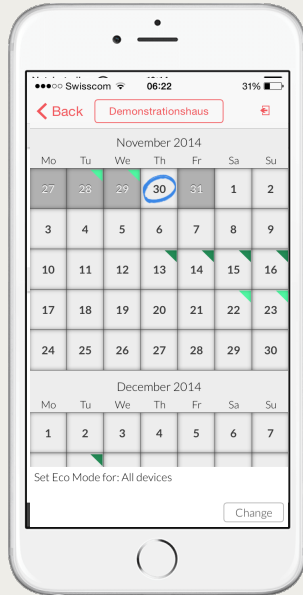 Swisscom 06:22 31%
Back Demonstrationshaus
November 2014
Mo Tu We Th Fr Sa Su
27 28 29 30 31 1 2
3 4 5 6 7 8 9
10 11 12 13 14 15 16
17 18 19 20 21 22 23
24 25 26 27 28 29 30
December 2014
Mo Tu We Th Fr Sa Su
1 2 3 4 5 6 7
Set Eco Mode for: All devices
Change